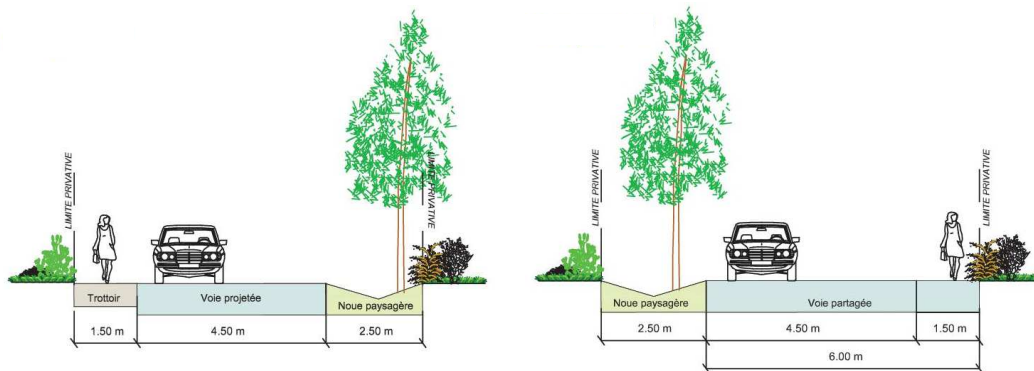 LIMITE PRIVATIVE
LIMITE PRIVATIVE
Trottoir
Voie projetée
Noue paysagère
1.50 m
4.50 m
2.50 m
LIMITE PRIVATIVE
LIMITE PRIVATIVE
Noue paysagère
Voie partagée
2.50 m
4.50 m
1.50 m
6.00 m